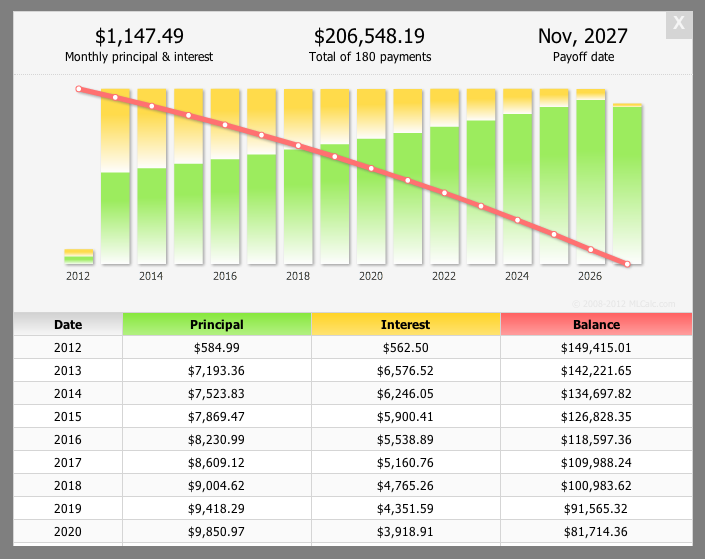 X
$1,147.49 $206,548.19 Nov, 2027
Monthly principal & interest Total of 180 payments Payoff date
2012 2014 2016 2018 2020 2022 2024 2026
© 2006-2012 MLCalc.com
Date Principal Interest Balance
2012 $584.99 $562.50 $149,415.01
2013 $7,193.36 $6,576.52 $142,221.65
2014 $7,523.83 $6,246.05 $134,697.82
2015 $7,869.47 $5,900.41 $126,828.35
2016 $8,230.99 $5,538.89 $118,597.36
2017 $8,609.12 $5,160.76 $109,988.24
2018 $9,004.62 $4,765.26 $100,983.62
2019 $9,418.29 $4,351.59 $91,565.32
2020 $9,850.97 $3,918.91 $81,714.36